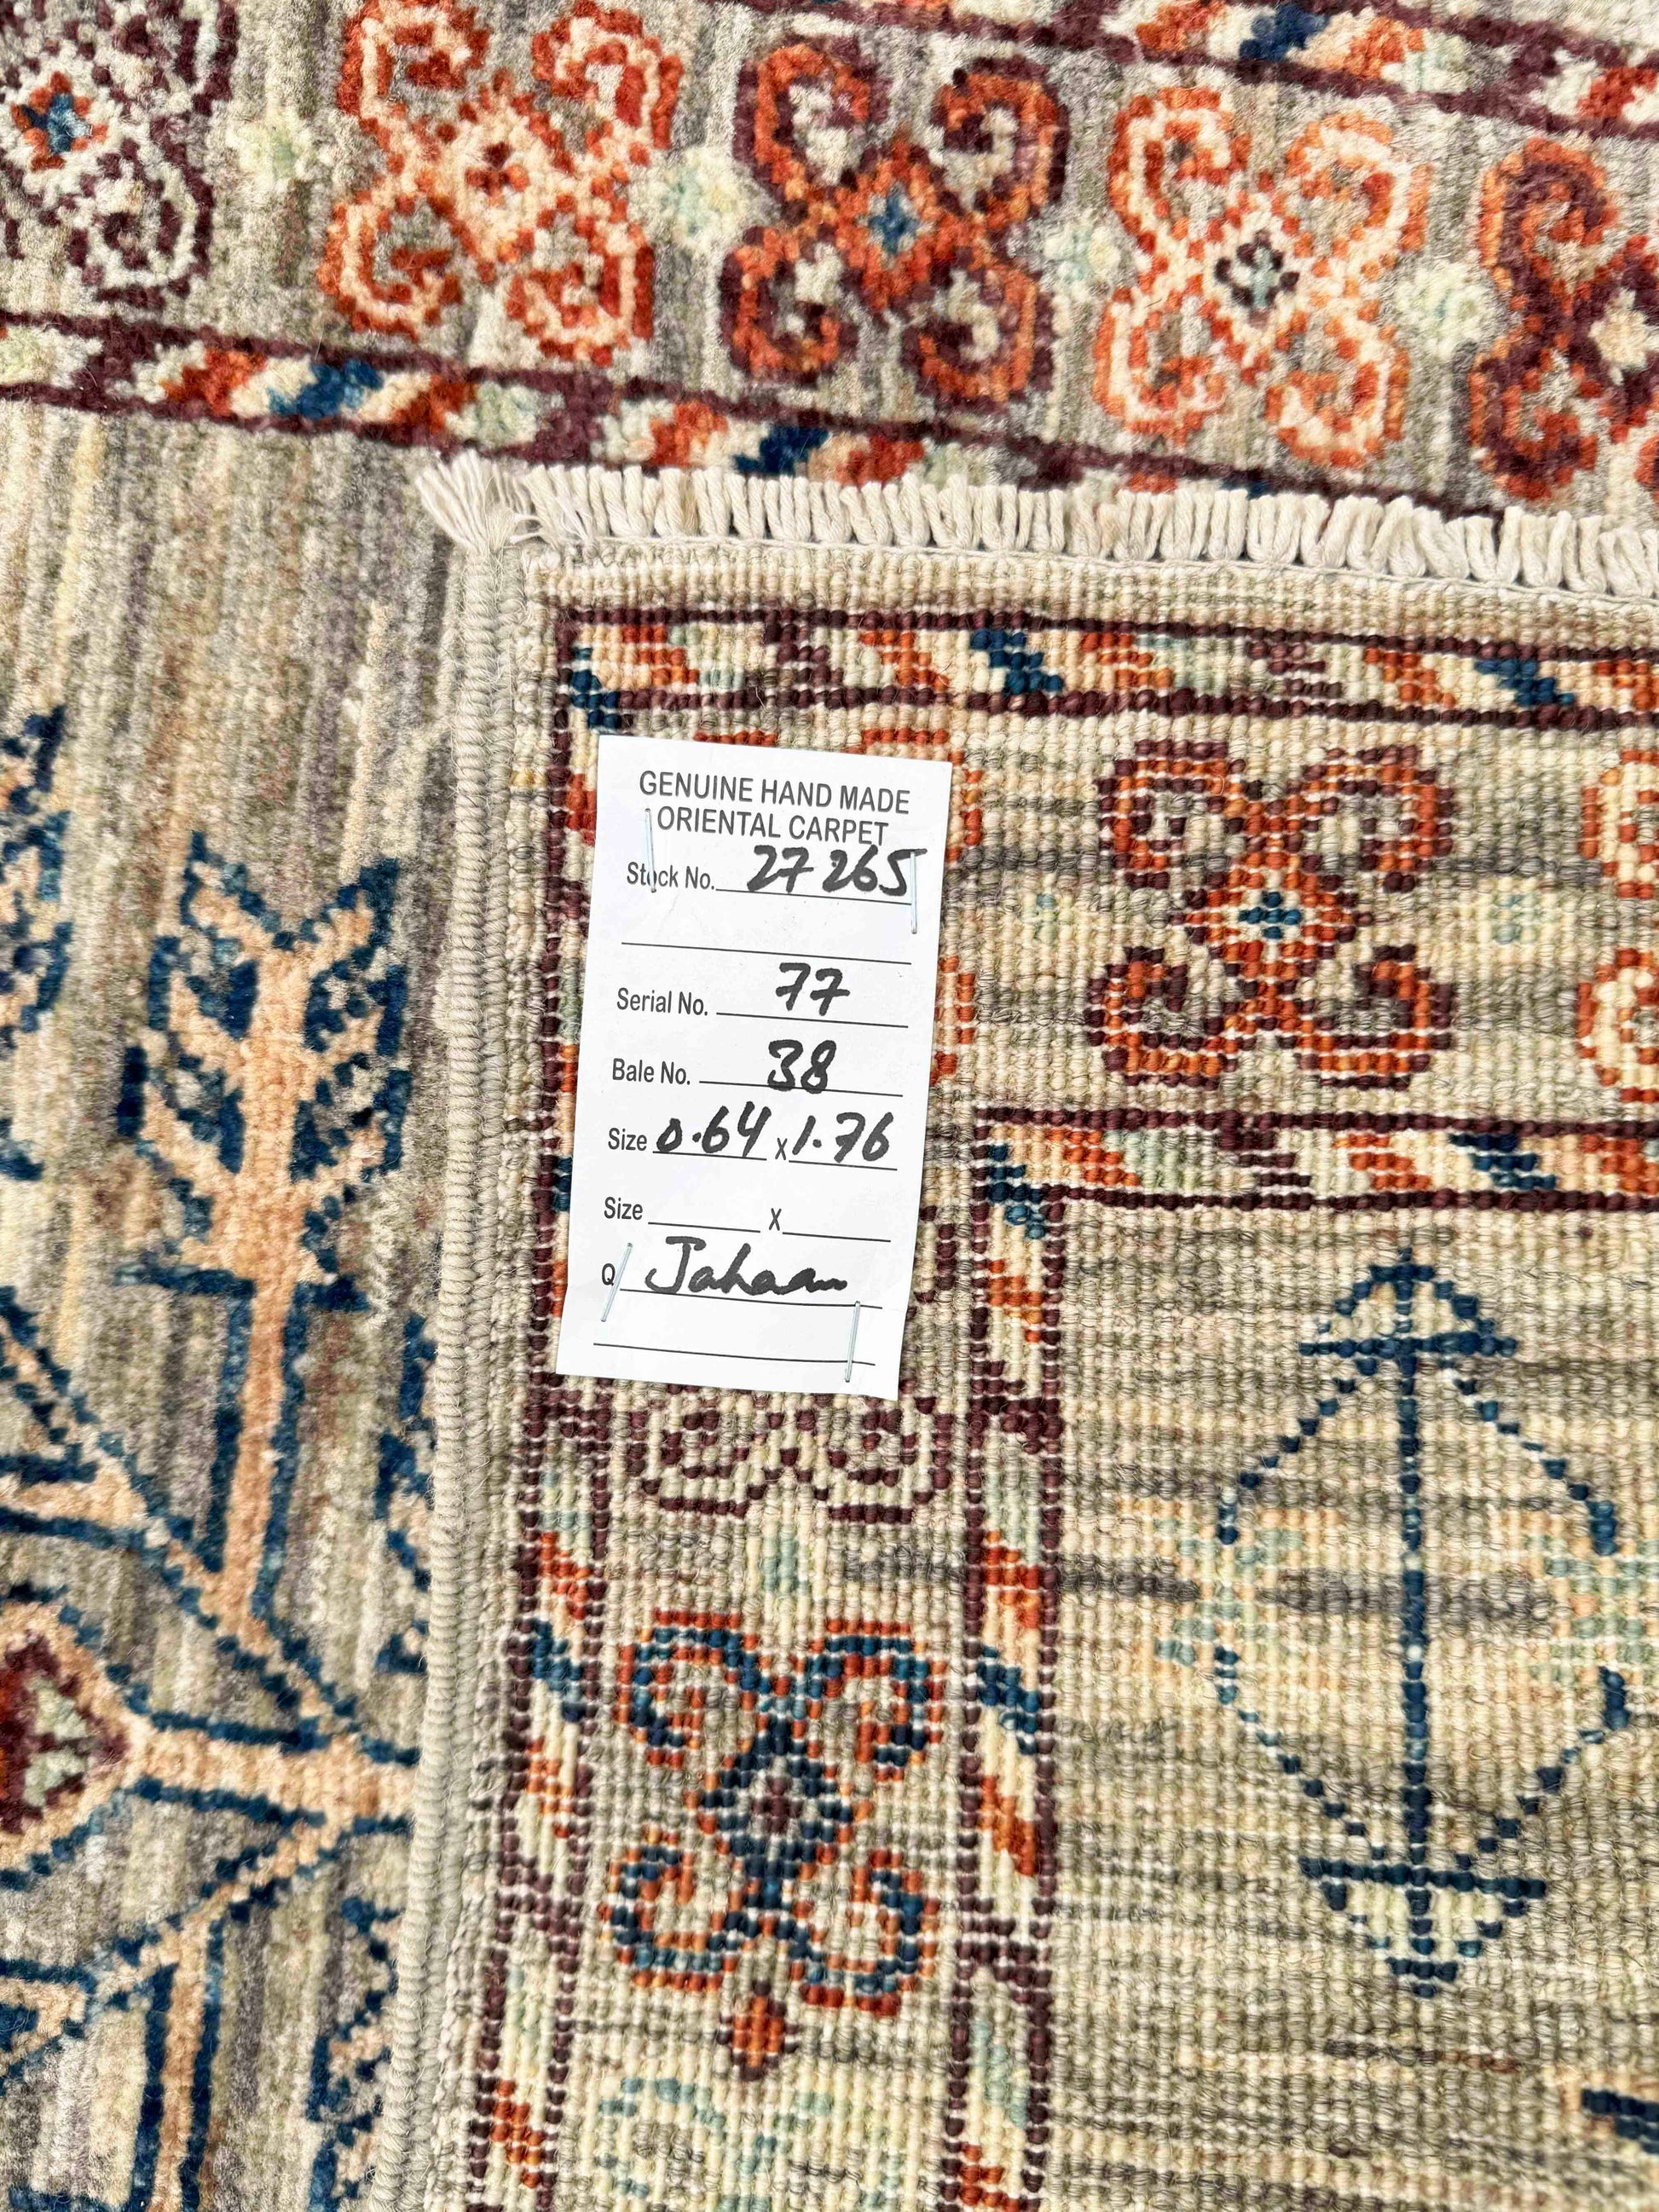 GENUINE HAND MADE
ORIENTAL CARPET
Stock No. 27265
Serial No. 77
Bale No. 38
Size 0.64 x 1.76
Size x
Q Jahaan